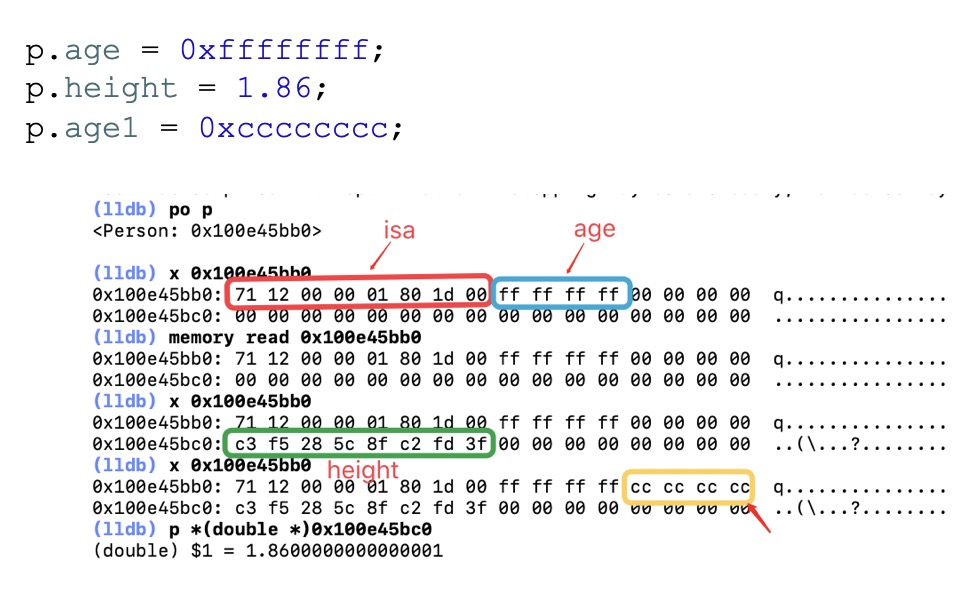 p.age = 0xffffffff;
p.height = 1.86;
p.age1 = 0xcccccccc;
(lldb) po p
<Person: 0x100e45bb0>
isa
age
(lldb) x 0x100e45bb0
0x100e45bb0: 71 12 00 00 01 80 1d 00 ff ff ff ff 00 00 00 00 q...............
0x100e45bc0: 00 00 00 00 00 00 00 00 00 00 00 00 00 00 00 00 ................
(lldb) memory read 0x100e45bb0
0x100e45bb0: 71 12 00 00 01 80 1d 00 ff ff ff ff 00 00 00 00 q...............
0x100e45bc0: 00 00 00 00 00 00 00 00 00 00 00 00 00 00 00 00 ................
(lldb) x 0x100e45bb0
0x100e45bb0: 71 12 00 00 01 80 1d 00 ff ff ff ff 00 00 00 00 q...............
0x100e45bc0: c3 f5 28 5c 8f c2 fd 3f 00 00 00 00 00 00 00 00 ..(\...?........
(lldb) x 0x100e45bb0
height
0x100e45bb0: 71 12 00 00 01 80 1d 00 ff ff ff ff cc cc cc cc q...............
0x100e45bc0: c3 f5 28 5c 8f c2 fd 3f 00 00 00 00 00 00 00 00 ..(\...?........
(lldb) p *(double *)0x100e45bc0
(double) $1 = 1.8600000000000001